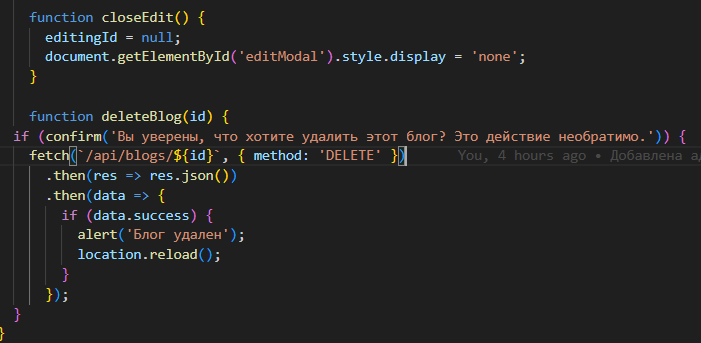 function closeEdit() {
editingId = null;
document.getElementById('editModal').style.display = 'none';
}
function deleteBlog(id) {
if (confirm('Вы уверены, что хотите удалить этот блог? Это действие необратимо.')) {
fetch(`/api/blogs/${id}`, { method: 'DELETE' }) You, 4 hours ago • Добавлена
.then(res => res.json())
.then(data => {
if (data.success) {
alert('Блог удален');
location.reload();
}
});
}
}